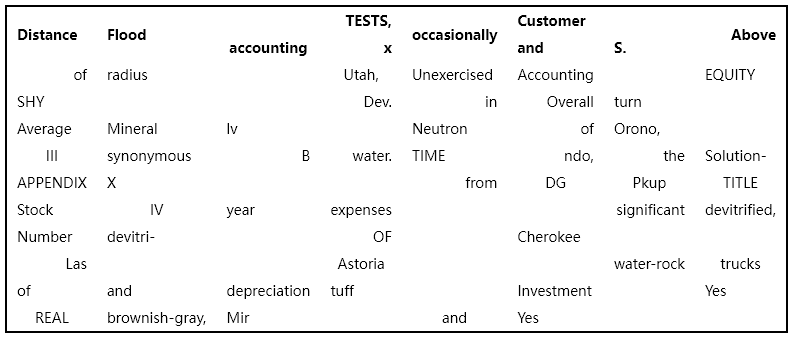 Distance Flood accounting TESTS, x occasionally Customer and S. Above
of radius Utah, Unexercised Accounting EQUITY
SHY Dev. in Overall turn
Average Mineral Iv Neutron of Orono,
III synonymous B water. TIME ndo, the Solution-
APPENDIX X from DG Pkup TITLE
Stock IV year expenses significant devitrified,
Number devitri- OF Cherokee
Las Astoria water-rock trucks
of and depreciation tuff Investment Yes
REAL brownish-gray, Mir and Yes